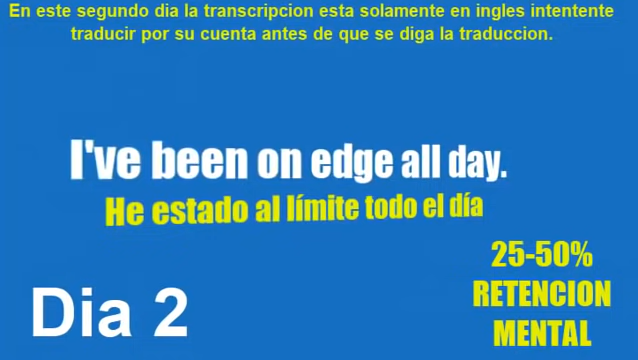 En este segundo dia la transcripcion esta solamente en ingles intentente
traducir por su cuenta antes de que se diga la traduccion.
I've been on edge all day.
He estado al límite todo el día
25-50%
RETENCION
MENTAL
Dia 2